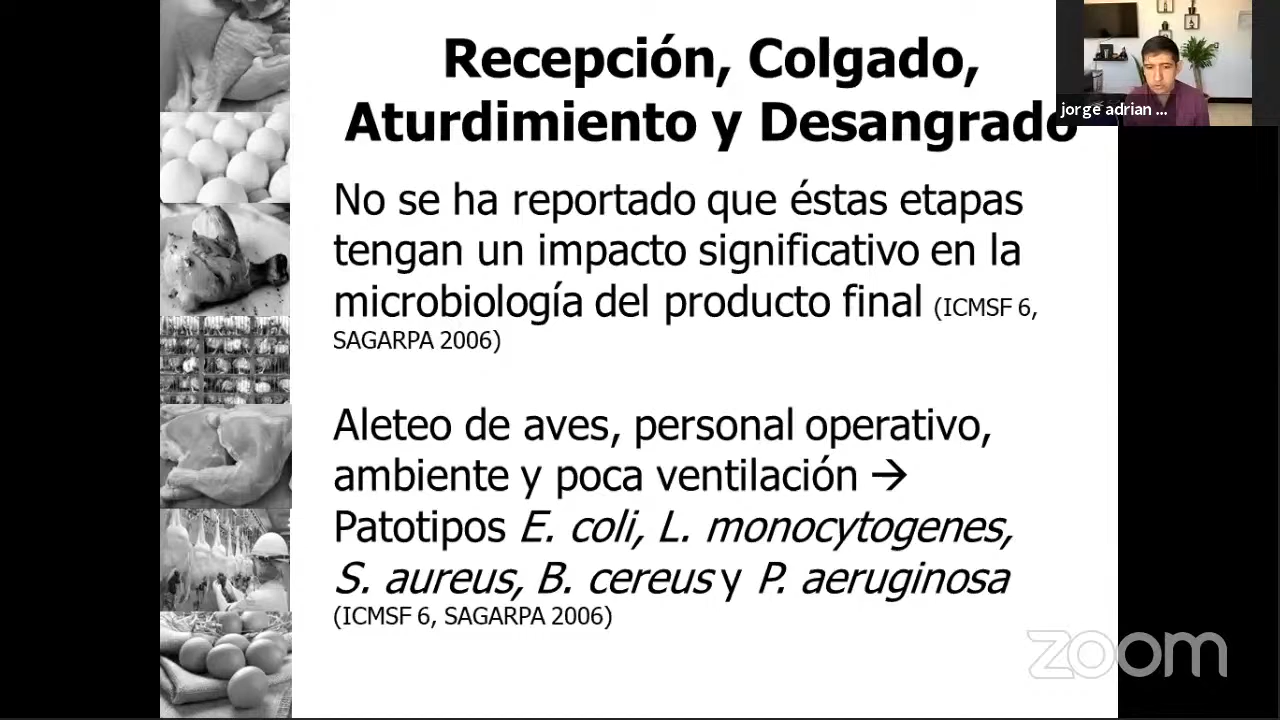 Recepción, Colgado,
Aturdimiento y Desangrado
jorge adrian ...
No se ha reportado que éstas etapas
tengan un impacto significativo en la
microbiología del producto final (ICMSF 6,
SAGARPA 2006)
Aleteo de aves, personal operativo,
ambiente y poca ventilación →
Patotipos E. coli, L. monocytogenes,
S. aureus, B. cereus y P. aeruginosa
(ICMSF 6, SAGARPA 2006)
zoom